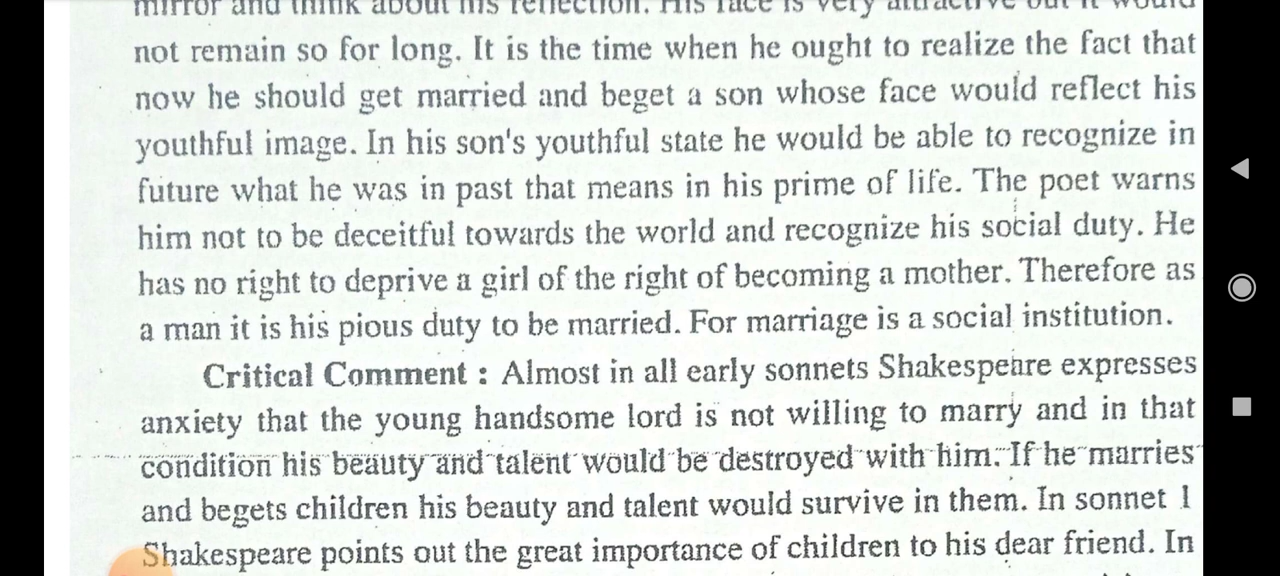 mirror and think about his reflection. His face is very attractive but it would
not remain so for long. It is the time when he ought to realize the fact that
now he should get married and beget a son whose face would reflect his
youthful image. In his son's youthful state he would be able to recognize in
future what he was in past that means in his prime of life. The poet warns
him not to be deceitful towards the world and recognize his social duty. He
has no right to deprive a girl of the right of becoming a mother. Therefore as
a man it is his pious duty to be married. For marriage is a social institution.
Critical Comment : Almost in all early sonnets Shakespeare expresses
anxiety that the young handsome lord is not willing to marry and in that
condition his beauty and talent would be destroyed with him. If he marries
and begets children his beauty and talent would survive in them. In sonnet 1
Shakespeare points out the great importance of children to his dear friend. In